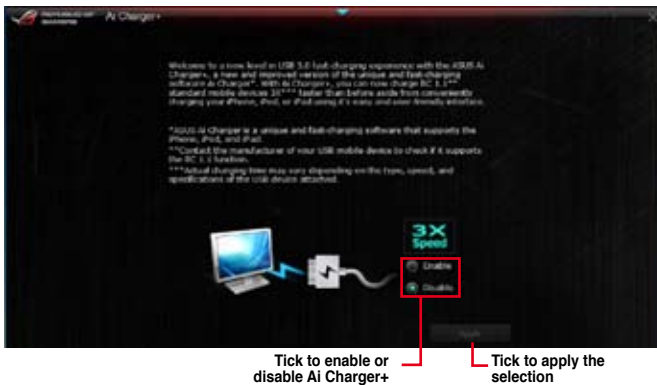 REPUBLIC OF
GAMERS
Ai Charger+
Welcome to a new level in USB 3.0 fast-charging experience with the ASUS Ai
Charger+, a new and improved version of the unique and fast-charging
software Ai Charger*. With Ai Charger+, you can now charge BC 1.1**
standard mobile devices 3X*** faster than before aside from conveniently
charging your iPhone, iPod, or iPad using it's easy and user-friendly interface.
*ASUS Ai Charger is a unique and fast-charging software that supports the
iPhone, iPod, and iPad.
**Contact the manufacturer of your USB mobile device to check if it supports
the BC 1.1 function.
***Actual charging time may vary depending on the type, speed, and
specifications of the USB device attached.
3X
Speed
Enable
Disable
Apply
Tick to enable or
disable Ai Charger+
Tick to apply the
selection